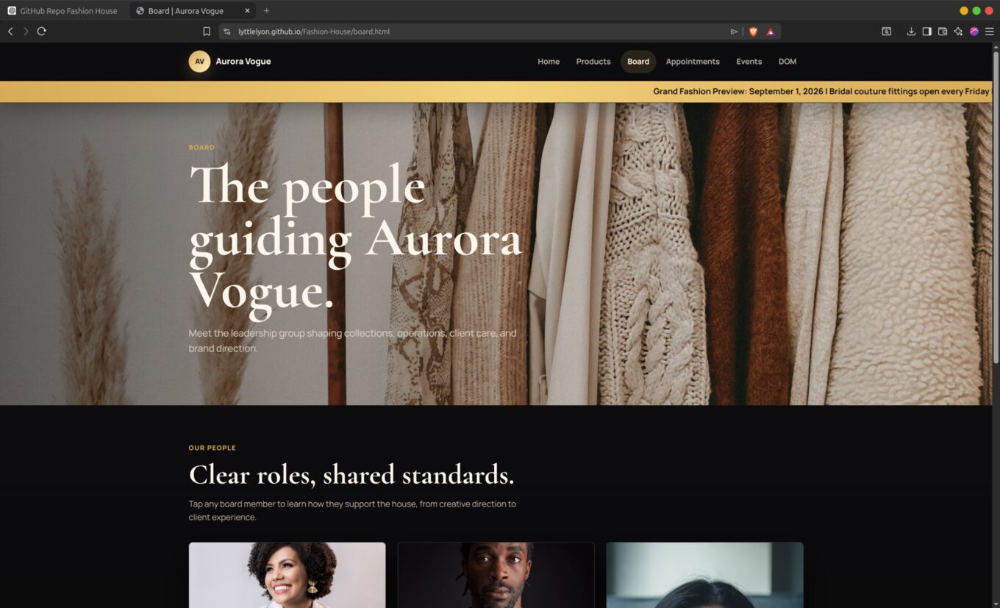 GitHub Repo Fashion House
Board | Aurora Vogue
lyttlelyon.github.io/Fashion-House/board.html
AV
Aurora Vogue
Home
Products
Board
Appointments
Events
DOM
Grand Fashion Preview: September 1, 2026 | Bridal couture fittings open every Friday
BOARD
The people
guiding Aurora
Vogue.
Meet the leadership group shaping collections, operations, client care, and
brand direction.
OUR PEOPLE
Clear roles, shared standards.
Tap any board member to learn how they support the house, from creative direction to
client experience.